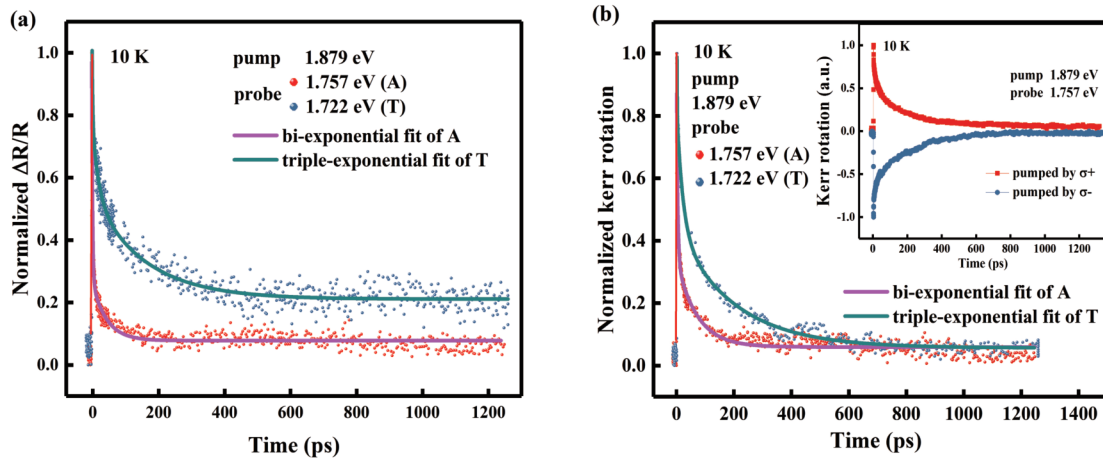 (a)
10 K
pump 1.879 eV
1.757 eV (A)
probe
1.722 eV (T)
bi-exponential fit of A
triple-exponential fit of T
Normalized ΔR/R
1.0
0.8
0.6
0.4
0.2
0.0
0 200 400 600 800 1000 1200
Time (ps)
(b)
10 K
pump
1.879 eV
probe
1.757 eV (A)
1.722 eV (T)
bi-exponential fit of A
triple-exponential fit of T
Normalized kerr rotation
1.0
0.8
0.6
0.4
0.2
0.0
0 200 400 600 800 1000 1200 1400
Time (ps)
10 K
pump 1.879 eV
probe 1.757 eV
pumped by σ+
pumped by σ-
Kerr rotation (a.u.)
1.0
0.5
0.0
-0.5
-1.0
0 200 400 600 800 1000 1200
Time (ps)